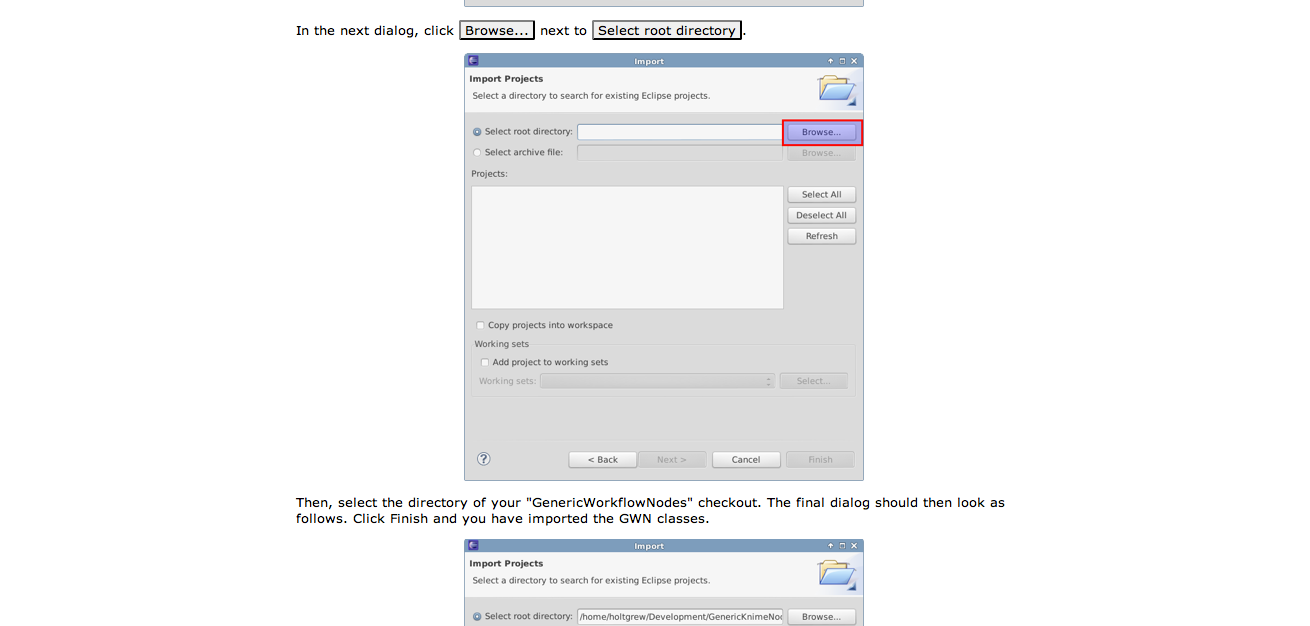 In the next dialog, click Browse... next to Select root directory.
Import
Import Projects
Select a directory to search for existing Eclipse projects.
Select root directory: Browse...
Select archive file: Browse...
Projects:
Select All
Deselect All
Refresh
Copy projects into workspace
Working sets
Add project to working sets
Working sets: Select...
? < Back Next > Cancel Finish
Then, select the directory of your "GenericWorkflowNodes" checkout. The final dialog should then look as
follows. Click Finish and you have imported the GWN classes.
Import
Import Projects
Select a directory to search for existing Eclipse projects.
Select root directory: /home/holtgrew/Development/GenericKnimeNo Browse...